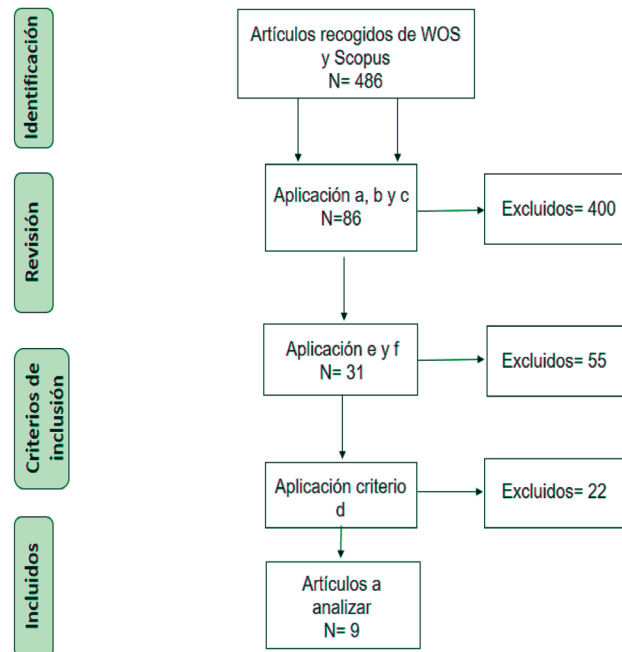 Identificación
Artículos recogidos de WOS
y Scopus
N= 486
Revisión
Aplicación a, b y c
N=86
Excluidos= 400
Criterios de
inclusión
Aplicación e y f
N= 31
Excluidos= 55
Aplicación criterio
d
Excluidos= 22
Incluidos
Artículos a
analizar
N= 9